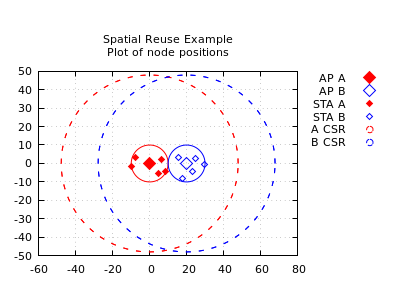 Spatial Reuse Example
Plot of node positions
50
40
30
20
10
0
-10
-20
-30
-40
-50
-60
-40
-20
0
20
40
60
80
AP A
AP B
STA A
STA B
A CSR
B CSR